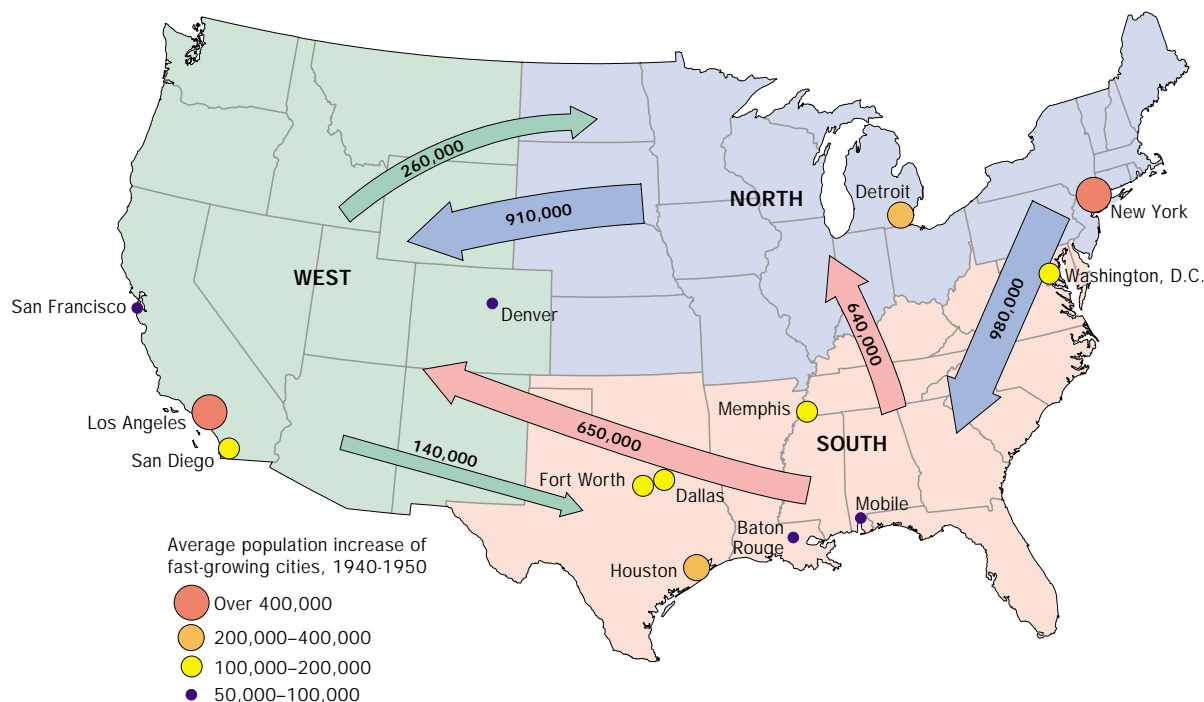 260,000
910,000
NORTH
Detroit
New York
WEST
Washington, D.C.
San Francisco
Denver
980,000
640,000
Los Angeles
San Diego
650,000
140,000
Memphis
SOUTH
Fort Worth
Dallas
Mobile
Baton
Rouge
Houston
Average population increase of
fast-growing cities, 1940-1950
Over 400,000
200,000–400,000
100,000–200,000
50,000–100,000